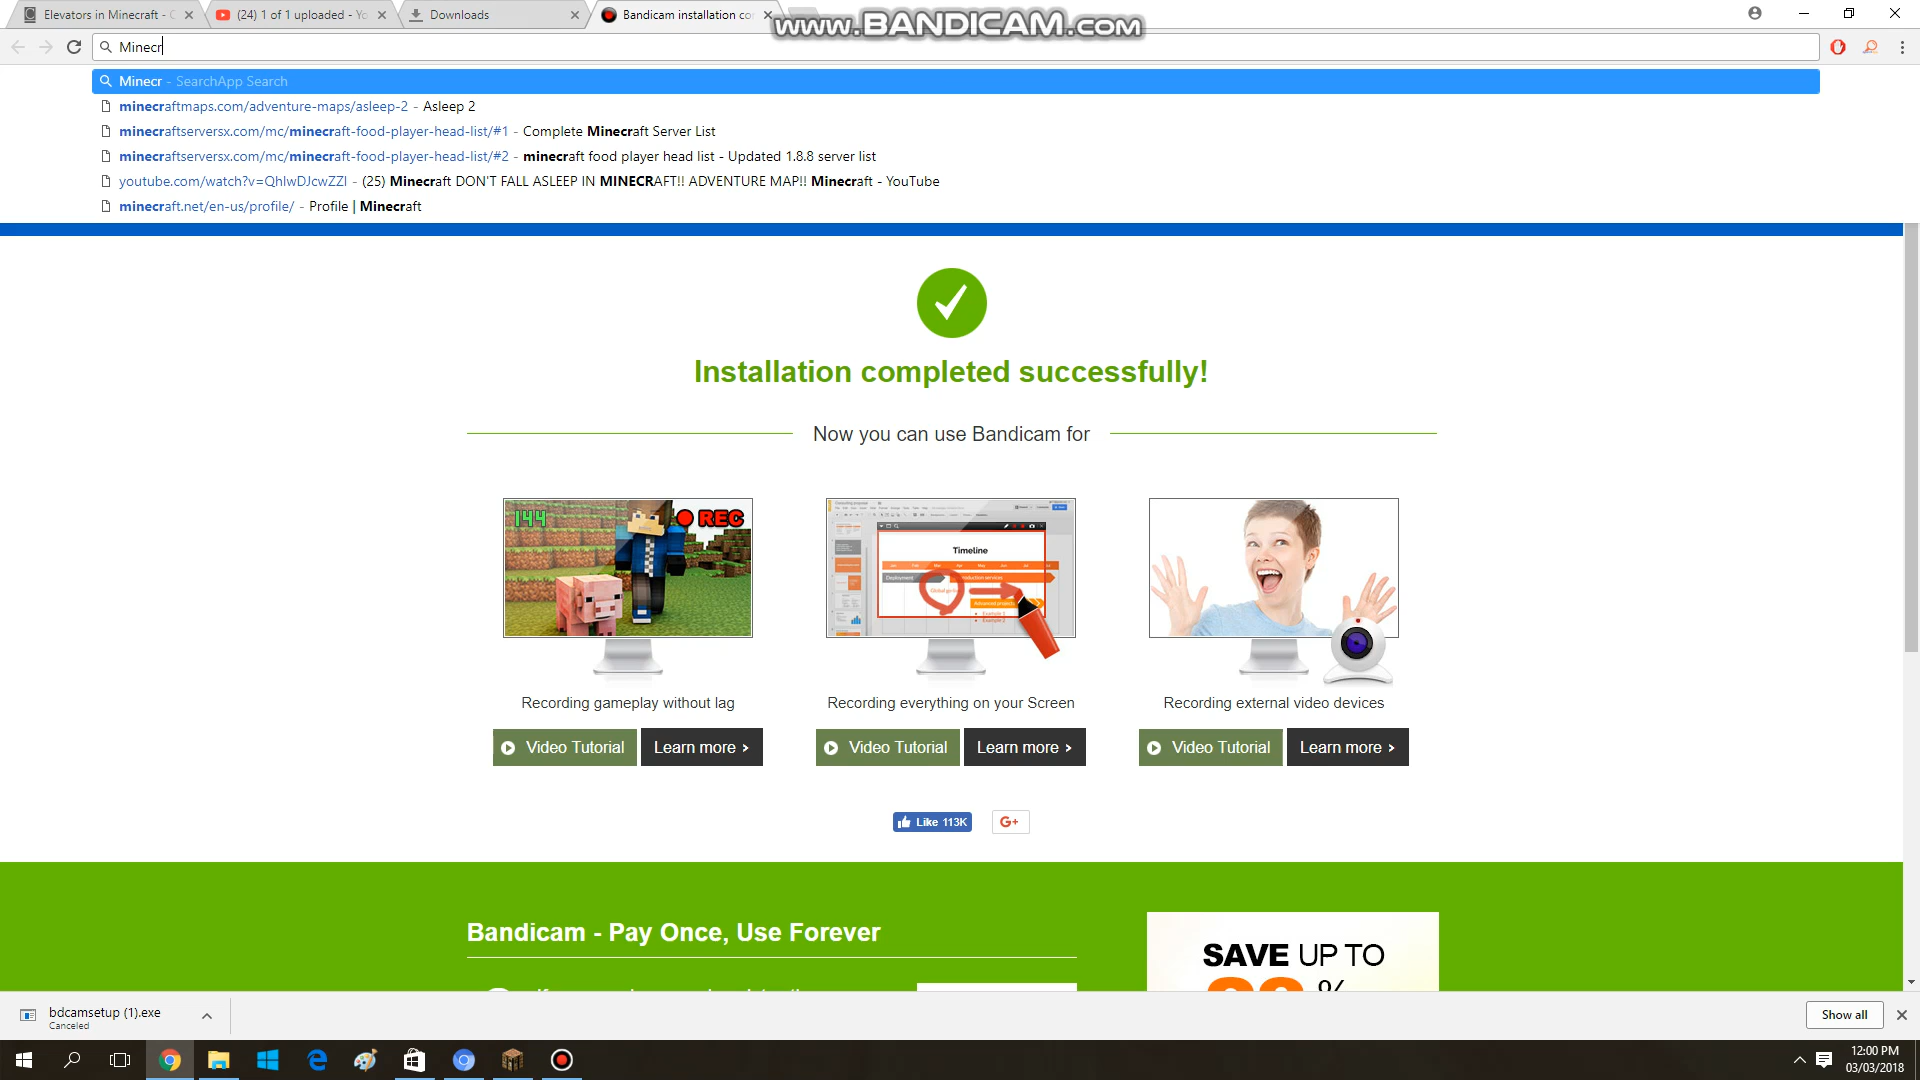 Elevators in Minecraft - C
(24) 1 of 1 uploaded - Yo
Downloads
Bandicam installation co
www.BANDICAM.com
Minecr
Minecr - SearchApp Search
minecraftmaps.com/adventure-maps/asleep-2 - Asleep 2
minecraftserversx.com/mc/minecraft-food-player-head-list/#1 - Complete Minecraft Server List
minecraftserversx.com/mc/minecraft-food-player-head-list/#2 - minecraft food player head list - Updated 1.8.8 server list
youtube.com/watch?v=QhlwDJcwZZI - (25) Minecraft DON'T FALL ASLEEP IN MINECRAFT!! ADVENTURE MAP!! Minecraft - YouTube
minecraft.net/en-us/profile/ - Profile | Minecraft
Installation completed successfully!
Now you can use Bandicam for
144
REC
Timeline
Deployment
Recording gameplay without lag
Recording everything on your Screen
Recording external video devices
Video Tutorial
Learn more >
Video Tutorial
Learn more >
Video Tutorial
Learn more >
Like 113K
G+
Bandicam - Pay Once, Use Forever
SAVE UP TO
%
bdcamsetup (1).exe
Canceled
Show all
12:00 PM
03/03/2018